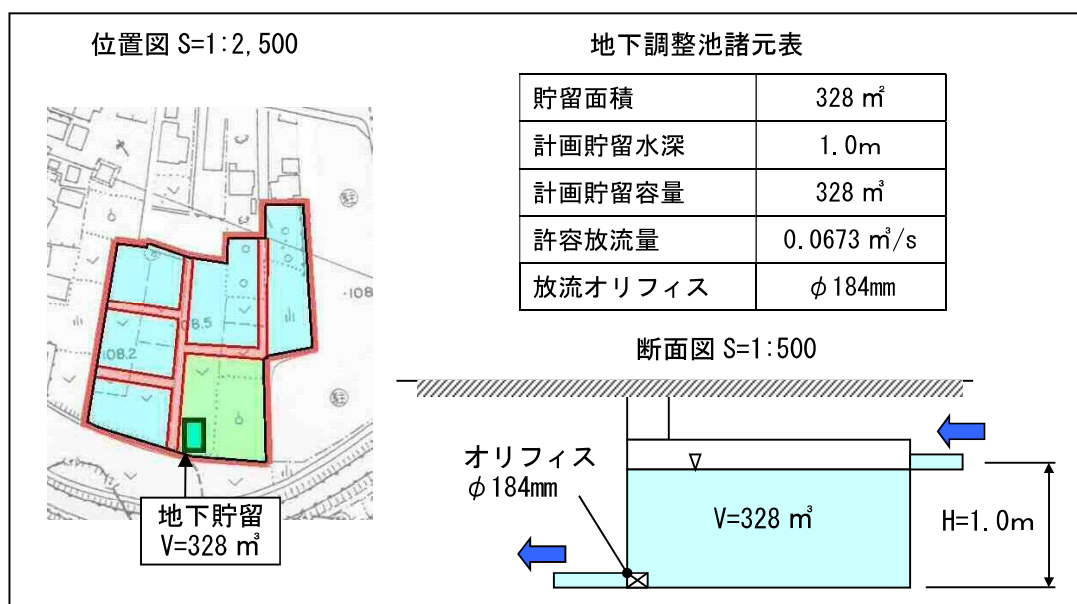 位置図 S=1:2,500
108.5
108.2
-108
駐
駐
地下貯留
V=328 ㎥
地下調整池諸元表
貯留面積 328 ㎡
計画貯留水深 1.0m
計画貯留容量 328 ㎥
許容放流量 0.0673 ㎥/s
放流オリフィス φ184mm
断面図 S=1:500
オリフィス
φ184mm
V=328 ㎥
H=1.0m